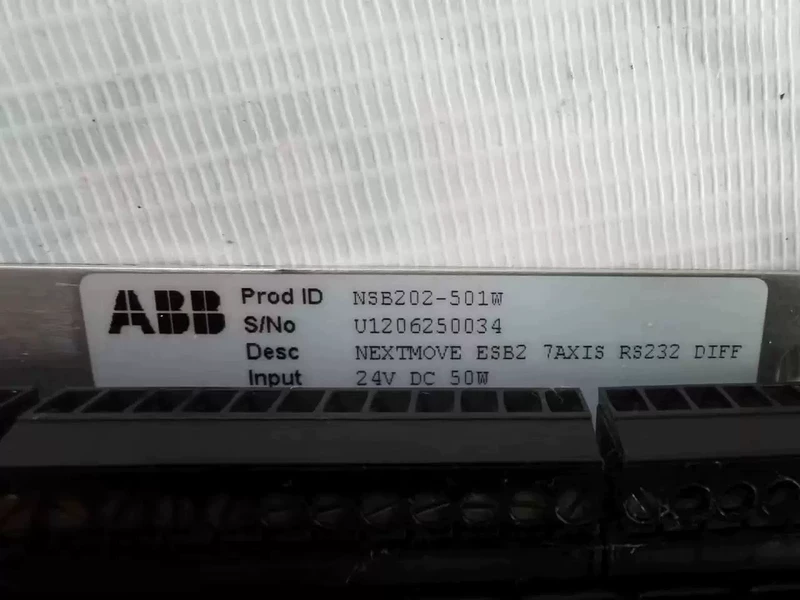 ABB
Prod ID NSB202-501W
S/No U1206250034
Desc NEXTMOVE ESB2 7AXIS RS232 DIFF
Input 24V DC 50W